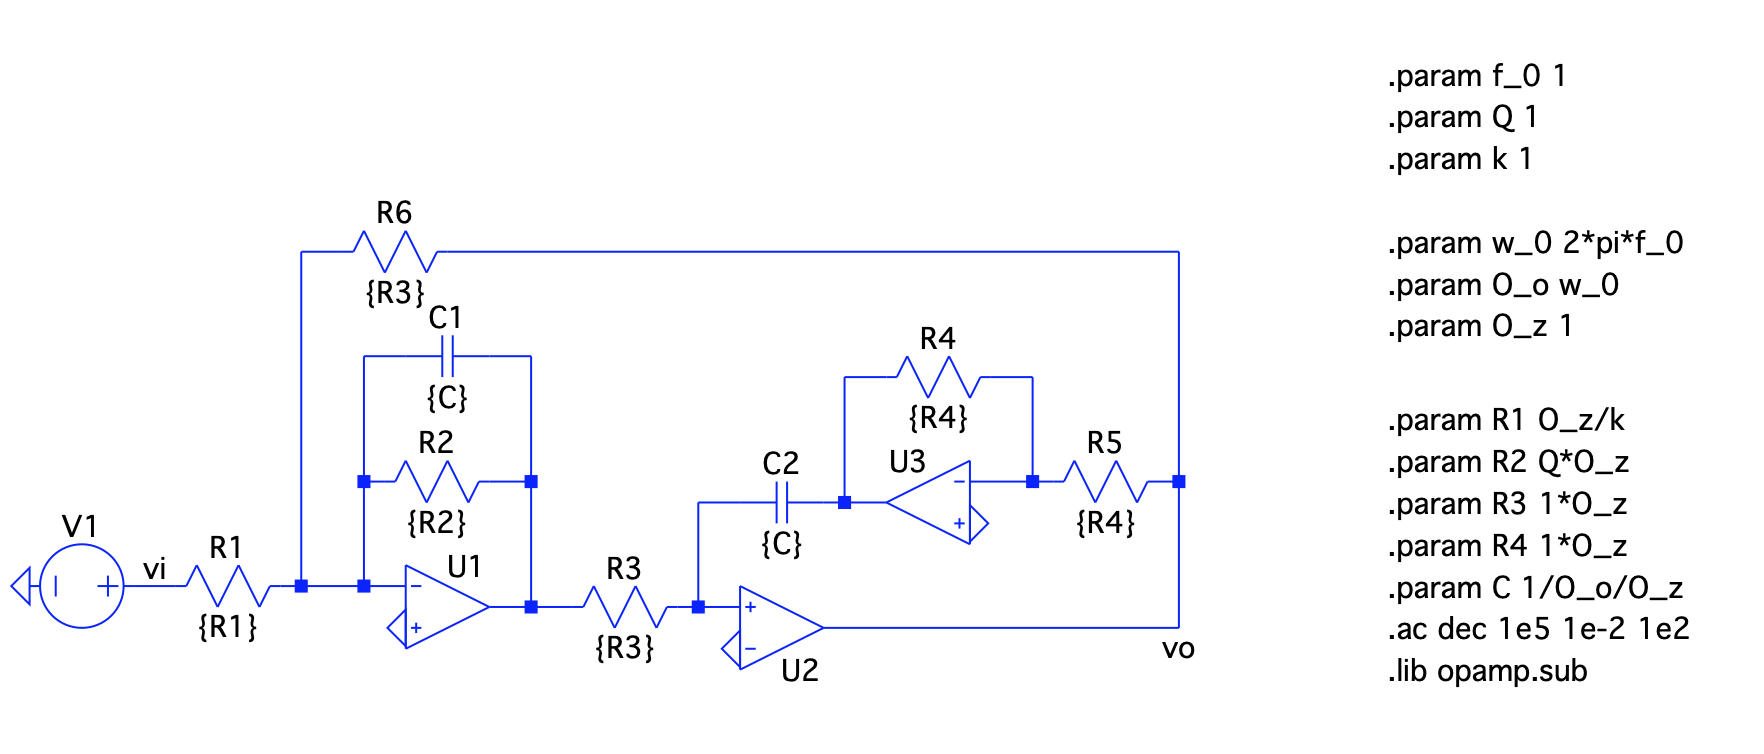 .param f_0 1
.param Q 1
.param k 1
.param w_0 2*pi*f_0
.param O_o w_0
.param O_z 1
.param R1 O_z/k
.param R2 Q*O_z
.param R3 1*O_z
.param R4 1*O_z
.param C 1/O_o/O_z
.ac dec 1e5 1e-2 1e2
.lib opamp.sub
R6
{R3}
C1
{C}
R2
{R2}
R4
{R4}
C2
{C}
U3
-
+
R5
{R4}
V1
- +
vi
R1
{R1}
U1
-
+
R3
{R3}
+
-
U2
vo